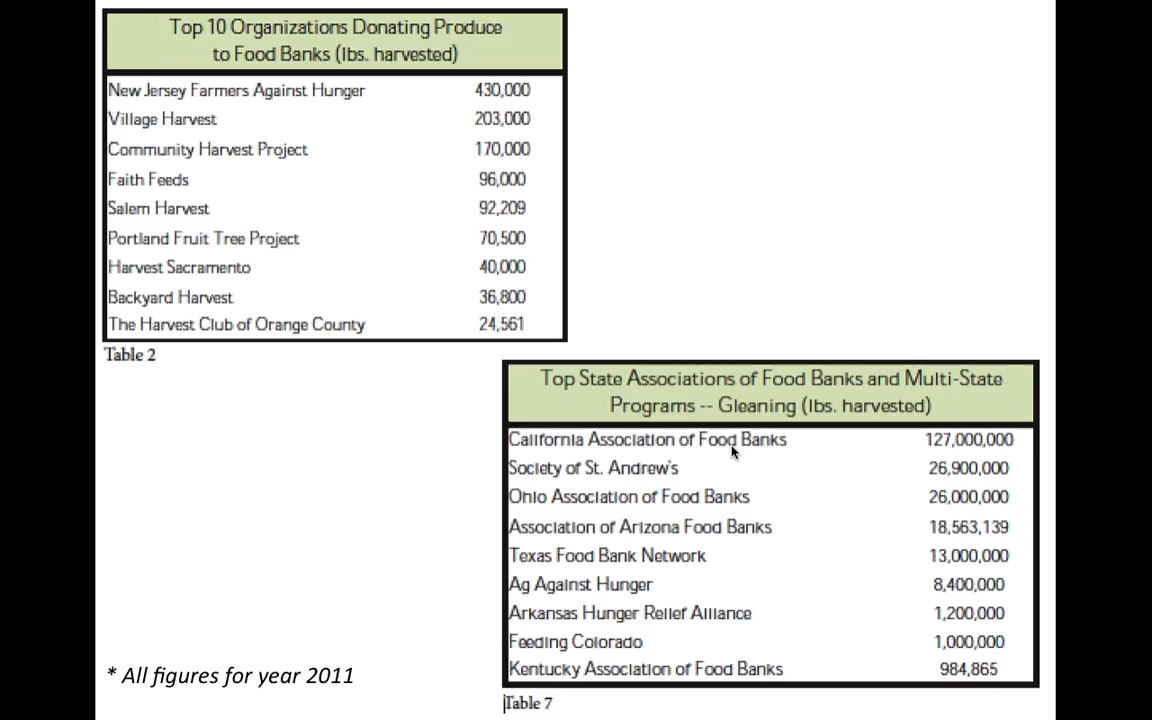 Top 10 Organizations Donating Produce
to Food Banks (lbs. harvested)
New Jersey Farmers Against Hunger 430,000
Village Harvest 203,000
Community Harvest Project 170,000
Faith Feeds 96,000
Salem Harvest 92,209
Portland Fruit Tree Project 70,500
Harvest Sacramento 40,000
Backyard Harvest 36,800
The Harvest Club of Orange County 24,561
Table 2
Top State Associations of Food Banks and Multi-State
Programs -- Gleaning (lbs. harvested)
California Association of Food Banks 127,000,000
Society of St. Andrew's 26,900,000
Ohio Association of Food Banks 26,000,000
Association of Arizona Food Banks 18,563,139
Texas Food Bank Network 13,000,000
Ag Against Hunger 8,400,000
Arkansas Hunger Relief Alliance 1,200,000
Feeding Colorado 1,000,000
Kentucky Association of Food Banks 984,865
Table 7
* All figures for year 2011